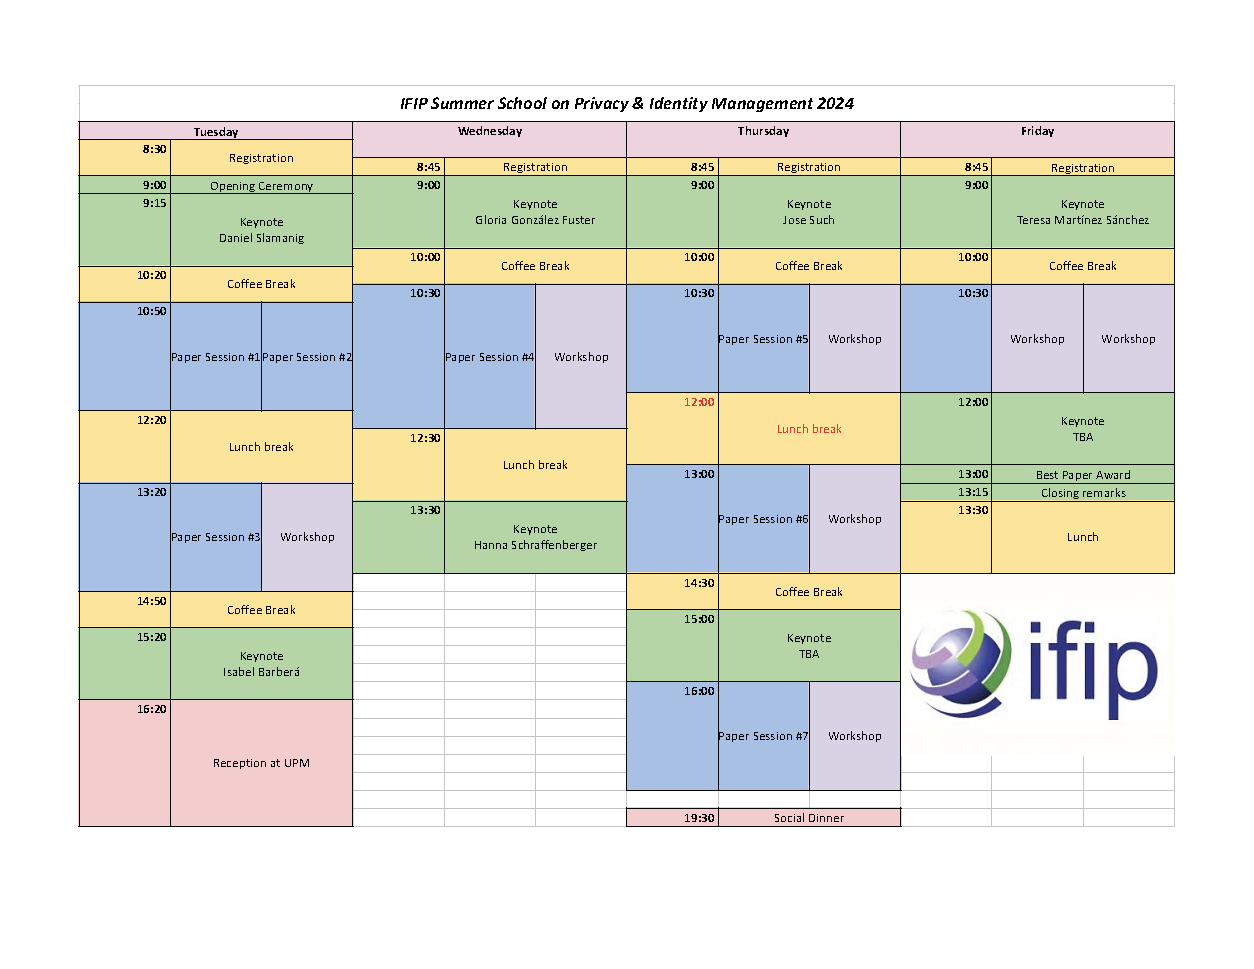 IFIP Summer School on Privacy & Identity Management 2024
Tuesday
8:30 Registration
9:00 Opening Ceremony
9:15 Keynote
Daniel Slamanig
10:20 Coffee Break
10:50 Paper Session #1 Paper Session #2
12:20 Lunch break
13:20 Paper Session #3 Workshop
14:50 Coffee Break
15:20 Keynote
Isabel Barberá
16:20 Reception at UPM
Wednesday
8:45 Registration
9:00 Keynote
Gloria González Fuster
10:00 Coffee Break
10:30 Paper Session #4 Workshop
12:30 Lunch break
13:30 Keynote
Hanna Schraffenberger
Thursday
8:45 Registration
9:00 Keynote
Jose Such
10:00 Coffee Break
10:30 Paper Session #5 Workshop
12:00 Lunch break
13:00 Paper Session #6 Workshop
14:30 Coffee Break
15:00 Keynote
TBA
16:00 Paper Session #7 Workshop
19:30 Social Dinner
Friday
8:45 Registration
9:00 Keynote
Teresa Martínez Sánchez
10:00 Coffee Break
10:30 Workshop Workshop
12:00 Keynote
TBA
13:00 Best Paper Award
13:15 Closing remarks
13:30 Lunch
ifip